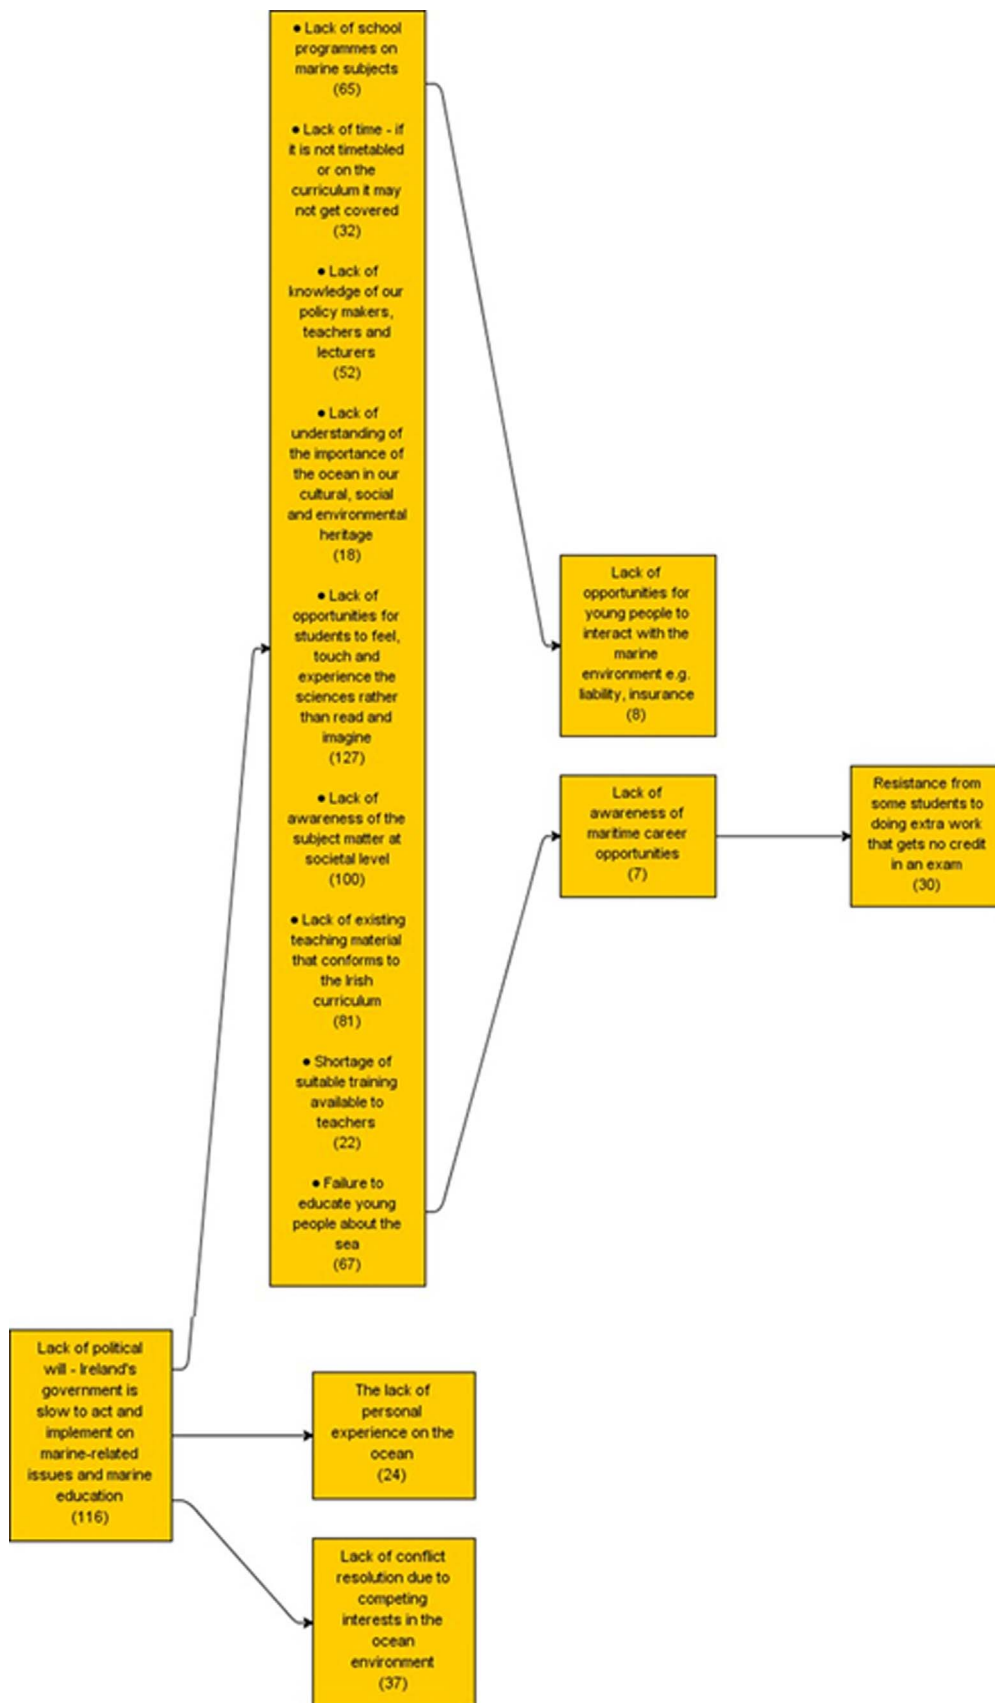 ● Lack of school
programmes on
marine subjects
(65)
● Lack of time - if
it is not timetabled
or on the
curriculum it may
not get covered
(32)
● Lack of
knowledge of our
policy makers,
teachers and
lecturers
(52)
● Lack of
understanding of
the importance of
the ocean in our
cultural, social
and environmental
heritage
(18)
● Lack of
opportunities for
students to feel,
touch and
experience the
sciences rather
than read and
imagine
(127)
● Lack of
awareness of the
subject matter at
societal level
(100)
● Lack of existing
teaching material
that conforms to
the Irish
curriculum
(81)
● Shortage of
suitable training
available to
teachers
(22)
● Failure to
educate young
people about the
sea
(67)
Lack of
opportunities for
young people to
interact with the
marine
environment e.g.
liability, insurance
(8)
Lack of
awareness of
maritime career
opportunities
(7)
Resistance from
some students to
doing extra work
that gets no credit
in an exam
(30)
Lack of political
will - Ireland's
government is
slow to act and
implement on
marine-related
issues and marine
education
(116)
The lack of
personal
experience on the
ocean
(24)
Lack of conflict
resolution due to
competing
interests in the
ocean
environment
(37)